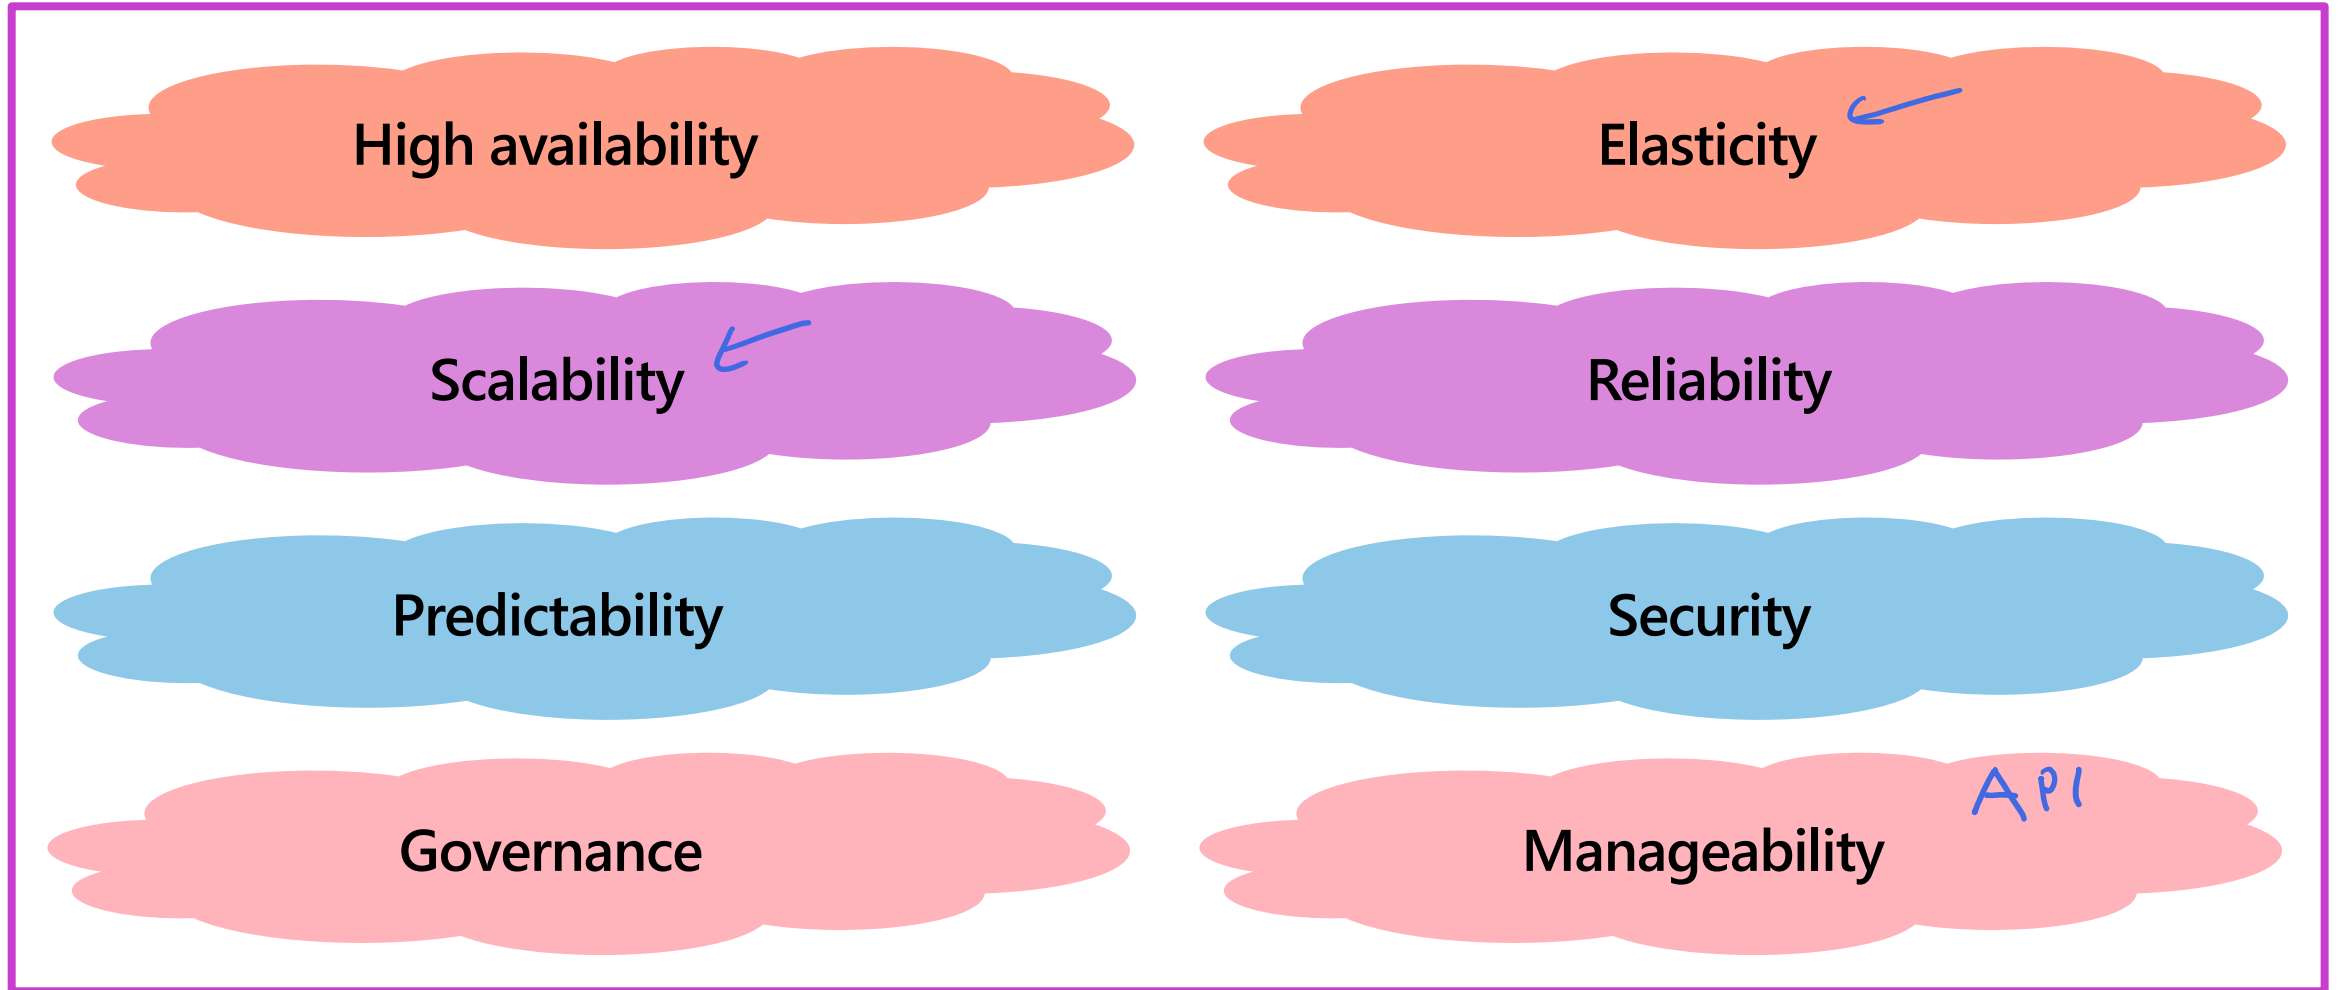 High availability
Elasticity
Scalability
Reliability
Predictability
Security
Governance
API
Manageability